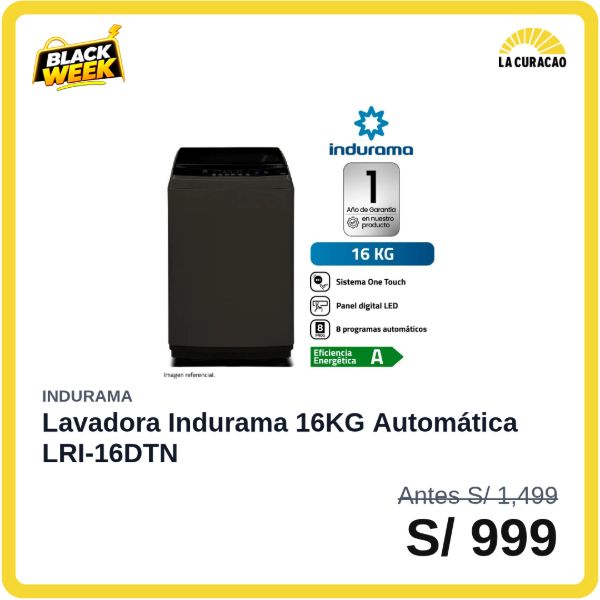 BLACK
WEEK
LA CURACAO
indurama
1
Año de Garantía
en nuestro
producto
16 KG
Sistema One Touch
Panel digital LED
8 programas automáticos
Eficiencia
Energética
A
Imagen referencial.
INDURAMA
Lavadora Indurama 16KG Automática
LRI-16DTN
Antes S/ 1,499
S/ 999